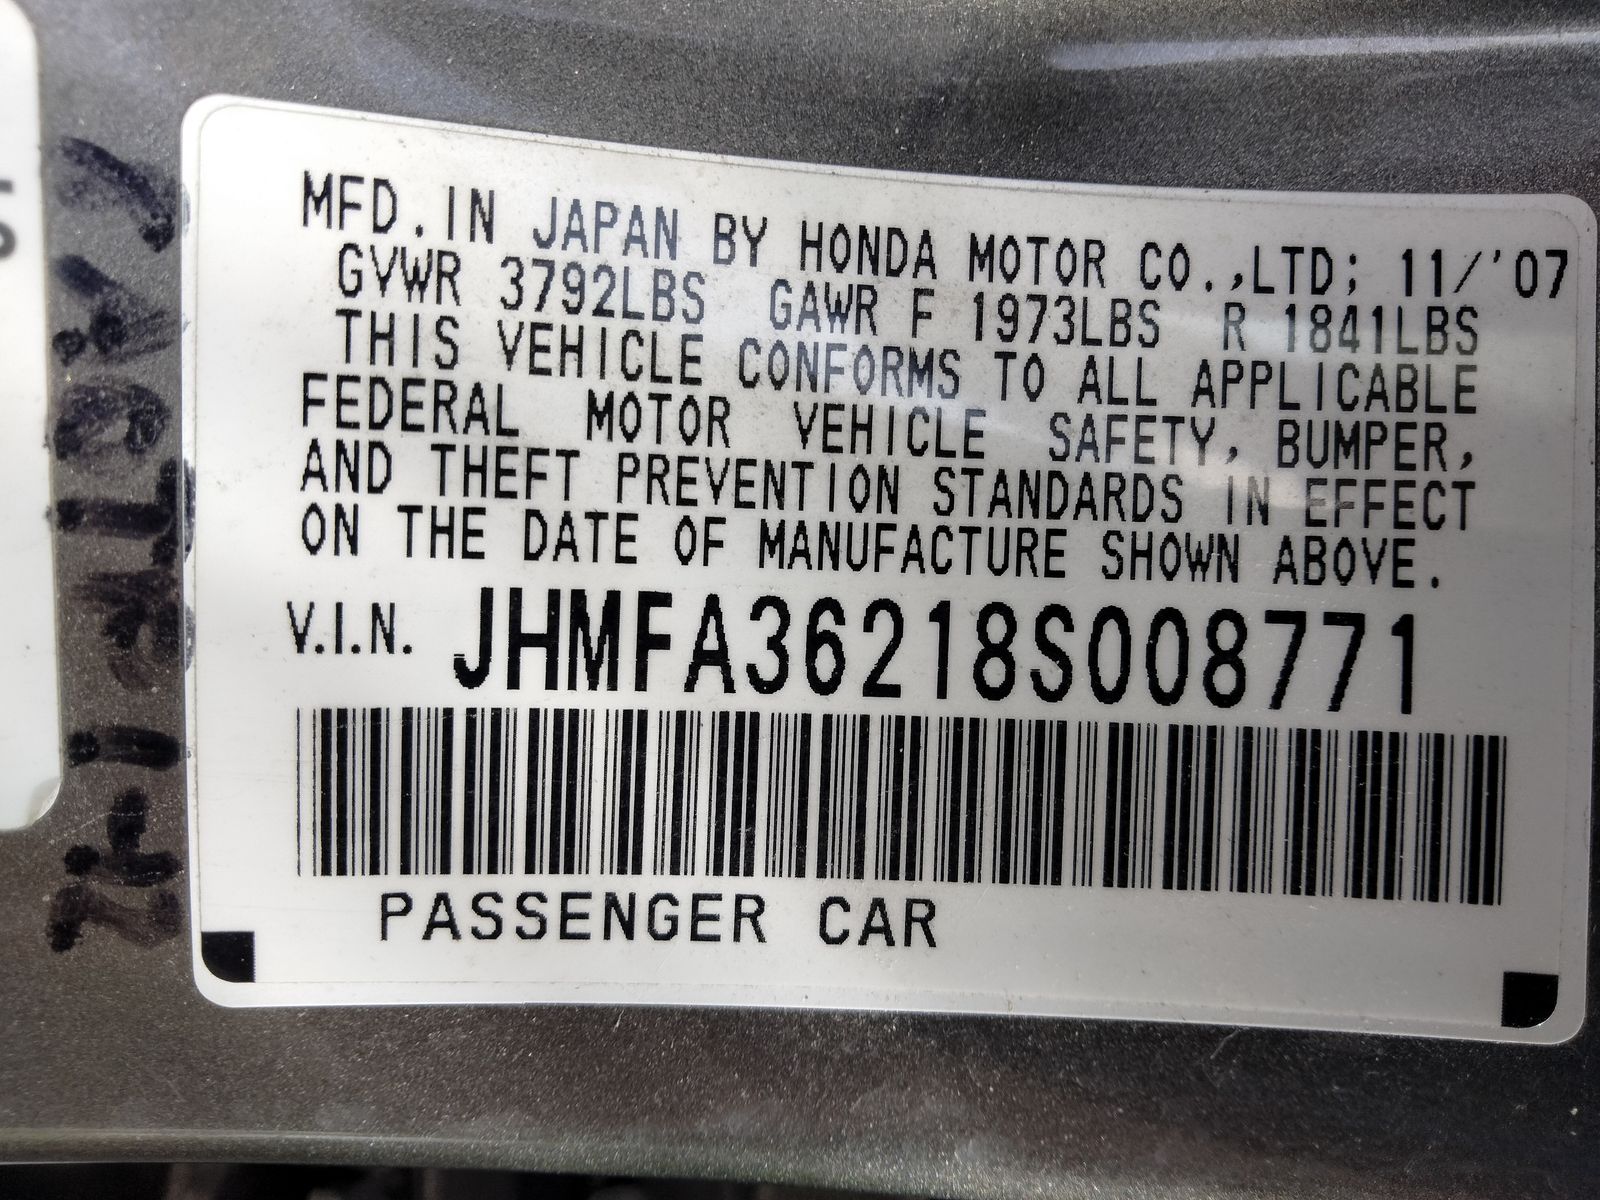 MFD.IN JAPAN BY HONDA MOTOR CO.,LTD; 11/'07
GVWR 3792LBS GAWR F 1973LBS R 1841LBS
THIS VEHICLE CONFORMS TO ALL APPLICABLE
FEDERAL MOTOR VEHICLE SAFETY, BUMPER,
AND THEFT PREVENTION STANDARDS IN EFFECT
ON THE DATE OF MANUFACTURE SHOWN ABOVE.
V.I.N. JHMFA36218S008771
PASSENGER CAR